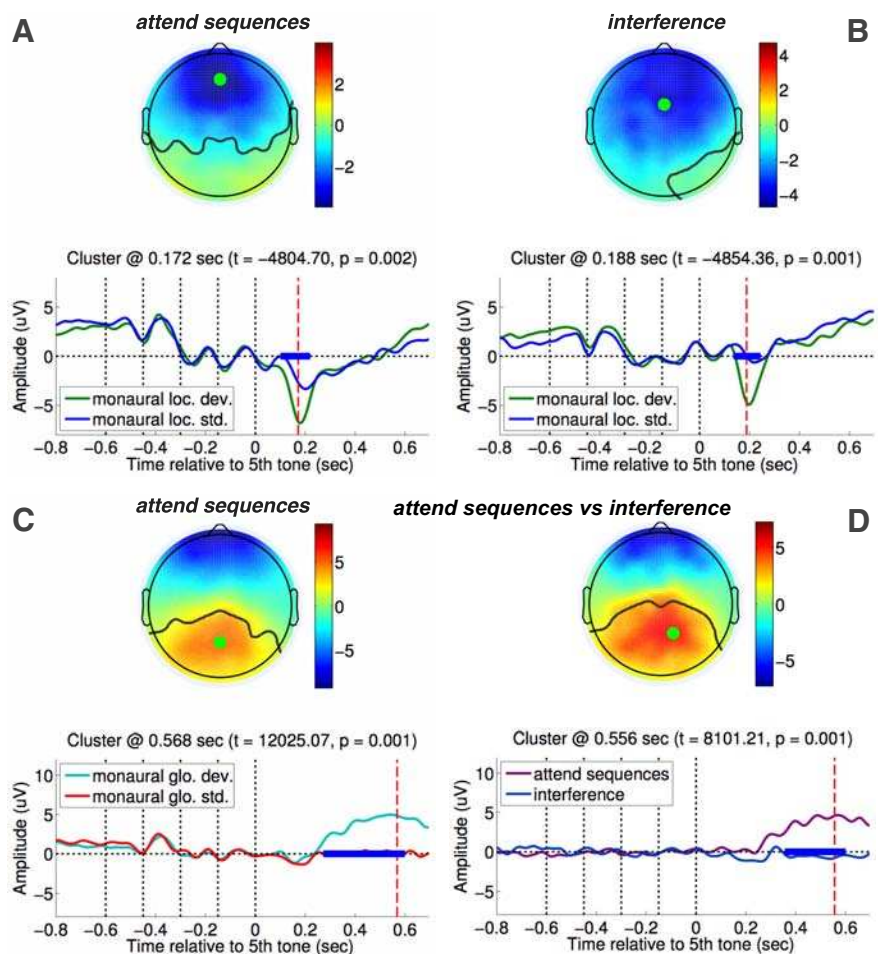 A
attend sequences
2
0
−2
Cluster @ 0.172 sec (t = −4804.70, p = 0.002)
Amplitude (uV)
5
0
−5
monaural loc. dev.
monaural loc. std.
−0.8 −0.6 −0.4 −0.2 0 0.2 0.4 0.6
Time relative to 5th tone (sec)
interference
B
4
2
0
−2
−4
Cluster @ 0.188 sec (t = −4854.36, p = 0.001)
Amplitude (uV)
5
0
−5
monaural loc. dev.
monaural loc. std.
−0.8 −0.6 −0.4 −0.2 0 0.2 0.4 0.6
Time relative to 5th tone (sec)
C
attend sequences
5
0
−5
Cluster @ 0.568 sec (t = 12025.07, p = 0.001)
Amplitude (uV)
10
5
0
−5
monaural glo. dev.
monaural glo. std.
−0.8 −0.6 −0.4 −0.2 0 0.2 0.4 0.6
Time relative to 5th tone (sec)
attend sequences vs interference
D
5
0
−5
Cluster @ 0.556 sec (t = 8101.21, p = 0.001)
Amplitude (uV)
10
5
0
−5
attend sequences
interference
−0.8 −0.6 −0.4 −0.2 0 0.2 0.4 0.6
Time relative to 5th tone (sec)